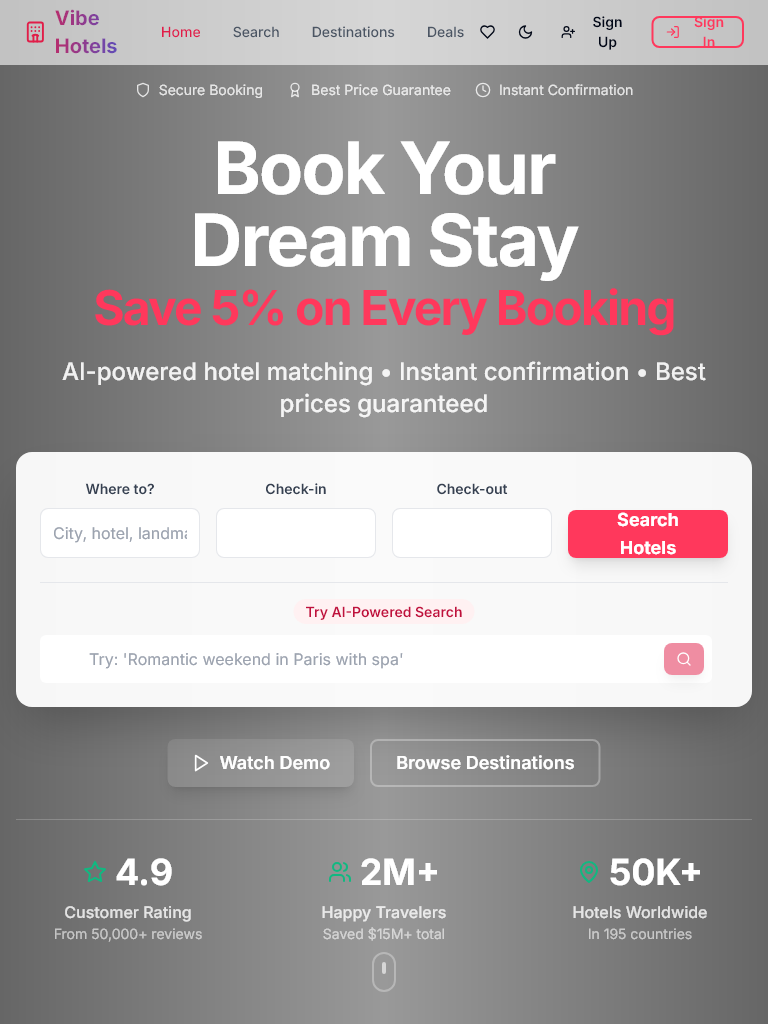 Vibe
Hotels
Home
Search
Destinations
Deals
Sign
Up
Sign
In
Secure Booking
Best Price Guarantee
Instant Confirmation
Book Your
Dream Stay
Save 5% on Every Booking
AI-powered hotel matching • Instant confirmation • Best
prices guaranteed
Where to?
Check-in
Check-out
City, hotel, landma
Search
Hotels
Try AI-Powered Search
Try: 'Romantic weekend in Paris with spa'
Watch Demo
Browse Destinations
4.9
2M+
50K+
Customer Rating
Happy Travelers
Hotels Worldwide
From 50,000+ reviews
Saved $15M+ total
In 195 countries